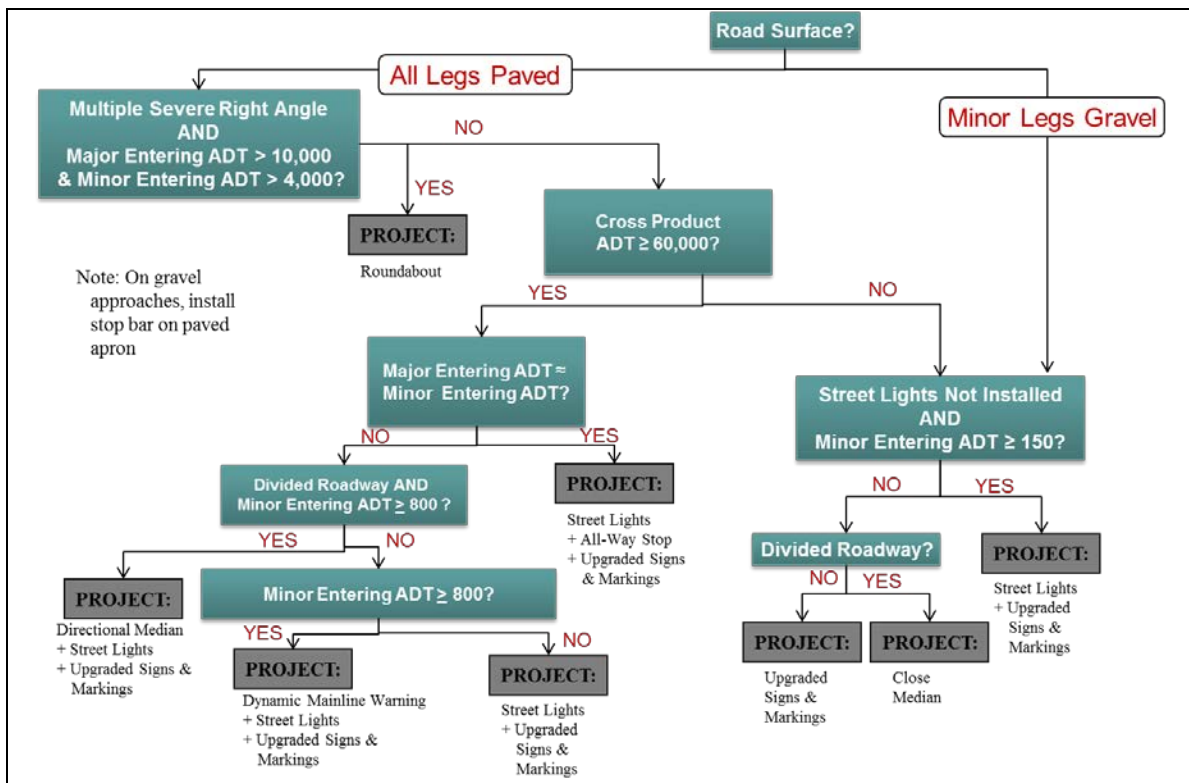 Road Surface?
All Legs Paved
Minor Legs Gravel
Multiple Severe Right Angle
AND
Major Entering ADT > 10,000
& Minor Entering ADT > 4,000?
NO
YES
PROJECT:
Roundabout
Note: On gravel
approaches, install
stop bar on paved
apron
Cross Product
ADT ≥ 60,000?
YES
NO
Major Entering ADT ≈
Minor Entering ADT?
Street Lights Not Installed
AND
Minor Entering ADT ≥ 150?
NO
YES
Divided Roadway AND
Minor Entering ADT ≥ 800 ?
PROJECT:
Street Lights
+ All-Way Stop
+ Upgraded Signs
& Markings
NO
YES
Divided Roadway?
PROJECT:
Street Lights
+ Upgraded
Signs &
Markings
YES
NO
PROJECT:
Directional Median
+ Street Lights
+ Upgraded Signs &
Markings
Minor Entering ADT ≥ 800?
NO
YES
PROJECT:
Upgraded
Signs &
Markings
PROJECT:
Close
Median
YES
NO
PROJECT:
Dynamic Mainline Warning
+ Street Lights
+ Upgraded Signs &
Markings
PROJECT:
Street Lights
+ Upgraded
Signs &
Markings